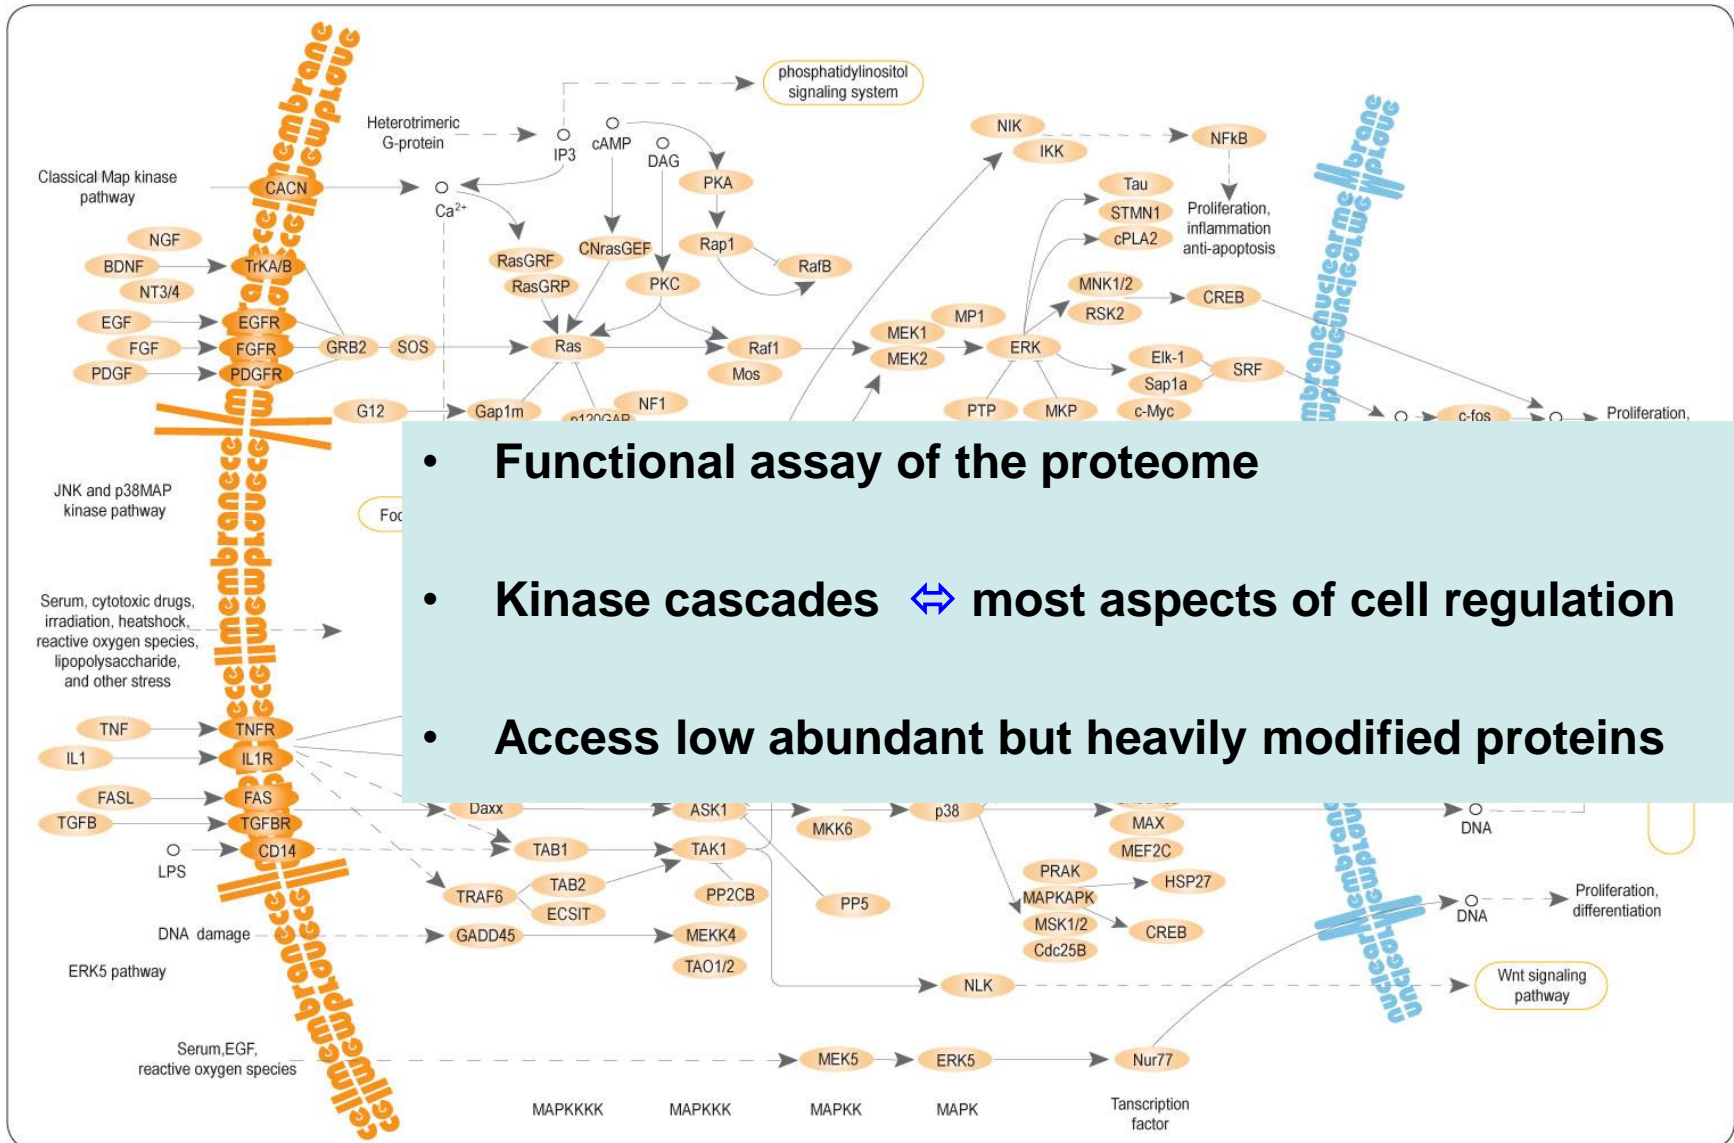 cell membrane
phosphatidylinositol
signaling system
Heterotrimeric
G-protein
IP3
cAMP
DAG
NIK
IKK
NFkB
Classical Map kinase
pathway
CACN
Ca2+
PKA
Tau
STMN1
cPLA2
Proliferation,
inflammation
anti-apoptosis
NGF
BDNF
NT3/4
TrKA/B
RasGRF
RasGRP
CNrasGEF
Rap1
RafB
PKC
MNK1/2
RSK2
CREB
EGF
EGFR
FGF
FGFR
PDGF
PDGFR
GRB2
SOS
Ras
Raf1
Mos
MEK1
MEK2
MP1
ERK
Elk-1
Sap1a
SRF
c-Myc
G12
Gap1m
NF1
p120GAP
PTP
MKP
c-fos
Proliferation,
• Functional assay of the proteome
• Kinase cascades ⇔ most aspects of cell regulation
• Access low abundant but heavily modified proteins
JNK and p38MAP
kinase pathway
Serum, cytotoxic drugs,
irradiation, heatshock,
reactive oxygen species,
lipopolysaccharide,
and other stress
TNF
TNFR
IL1
IL1R
FASL
FAS
TGFB
TGFBR
LPS
CD14
Daxx
ASK1
MKK6
p38
MAX
MEF2C
DNA
TAB1
TAK1
TRAF6
TAB2
ECSIT
PP2CB
PP5
PRAK
MAPKAPK
MSK1/2
Cdc25B
HSP27
CREB
DNA damage
GADD45
MEKK4
TAO1/2
DNA
Proliferation,
differentiation
ERK5 pathway
NLK
Wnt signaling
pathway
Serum,EGF,
reactive oxygen species
MEK5
ERK5
Nur77
MAPKKKK
MAPKKK
MAPKK
MAPK
Tanscription
factor